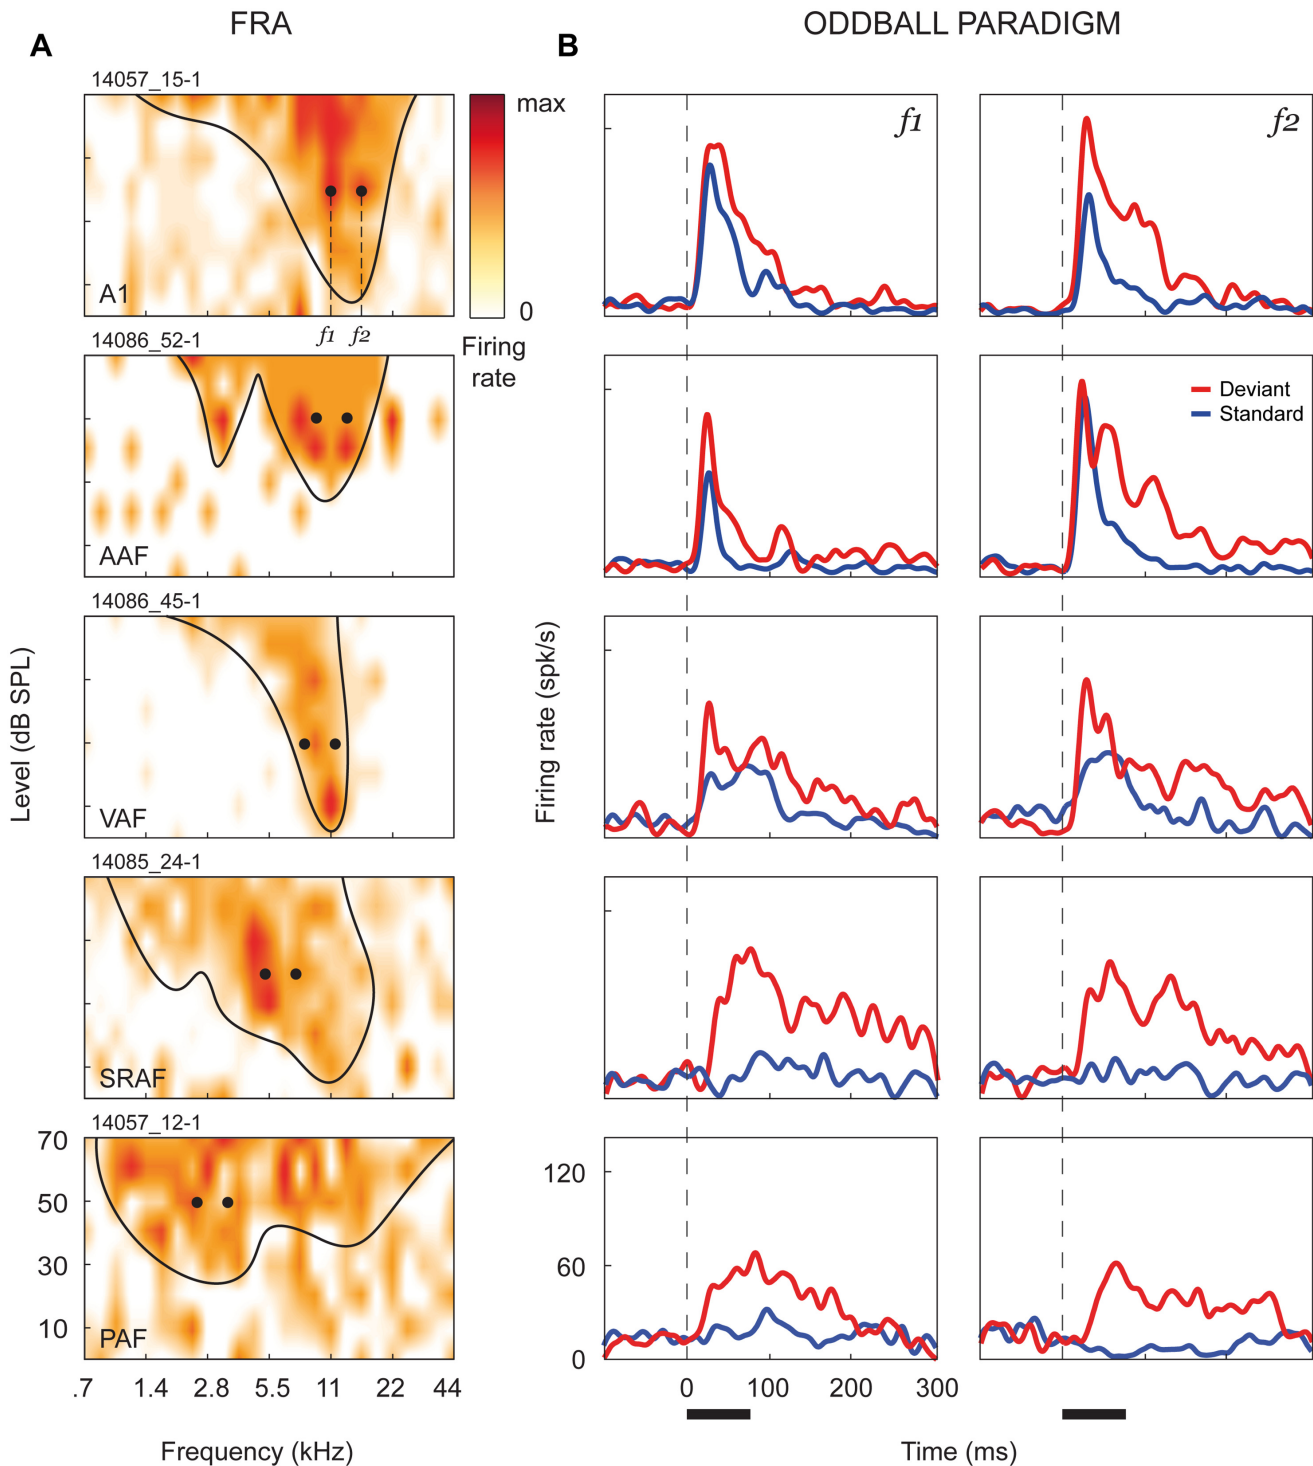 FRA
ODDBALL PARADIGM
A
B
14057_15-1
max
0
Firing
rate
A1
f1 f2
f1
f2
14086_52-1
AAF
Deviant
Standard
14086_45-1
VAF
Level (dB SPL)
Firing rate (spk/s)
14085_24-1
SRAF
14057_12-1
70
50
30
10
PAF
120
60
0
.7 1.4 2.8 5.5 11 22 44
0 100 200 300
Frequency (kHz)
Time (ms)